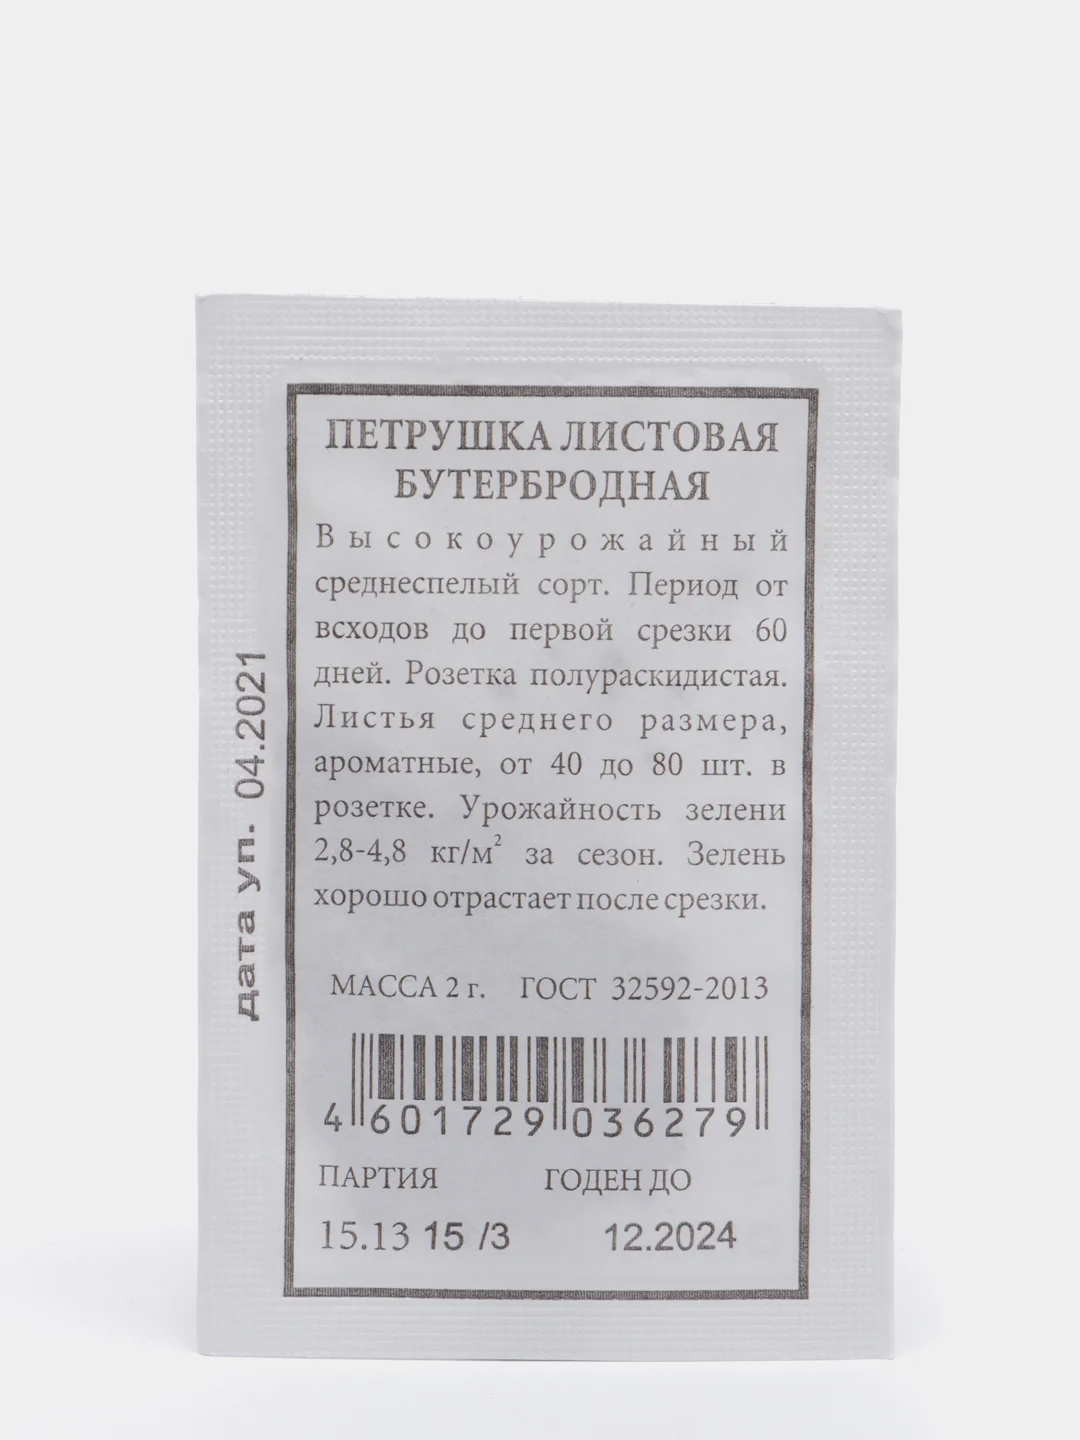 ПЕТРУШКА ЛИСТОВАЯ
БУТЕРБРОДНАЯ
Высокоурожайный
среднеспелый сорт. Период от
всходов до первой срезки 60
дней. Розетка полураскидистая.
Листья среднего размера,
ароматные, от 40 до 80 шт. в
розетке. Урожайность зелени
2,8-4,8 кг/м² за сезон. Зелень
хорошо отрастает после срезки.
МАССА 2 г. ГОСТ 32592-2013
4 601729 036279
ПАРТИЯ ГОДЕН ДО
15.13 15 /3 12.2024
дата уп. 04.2021